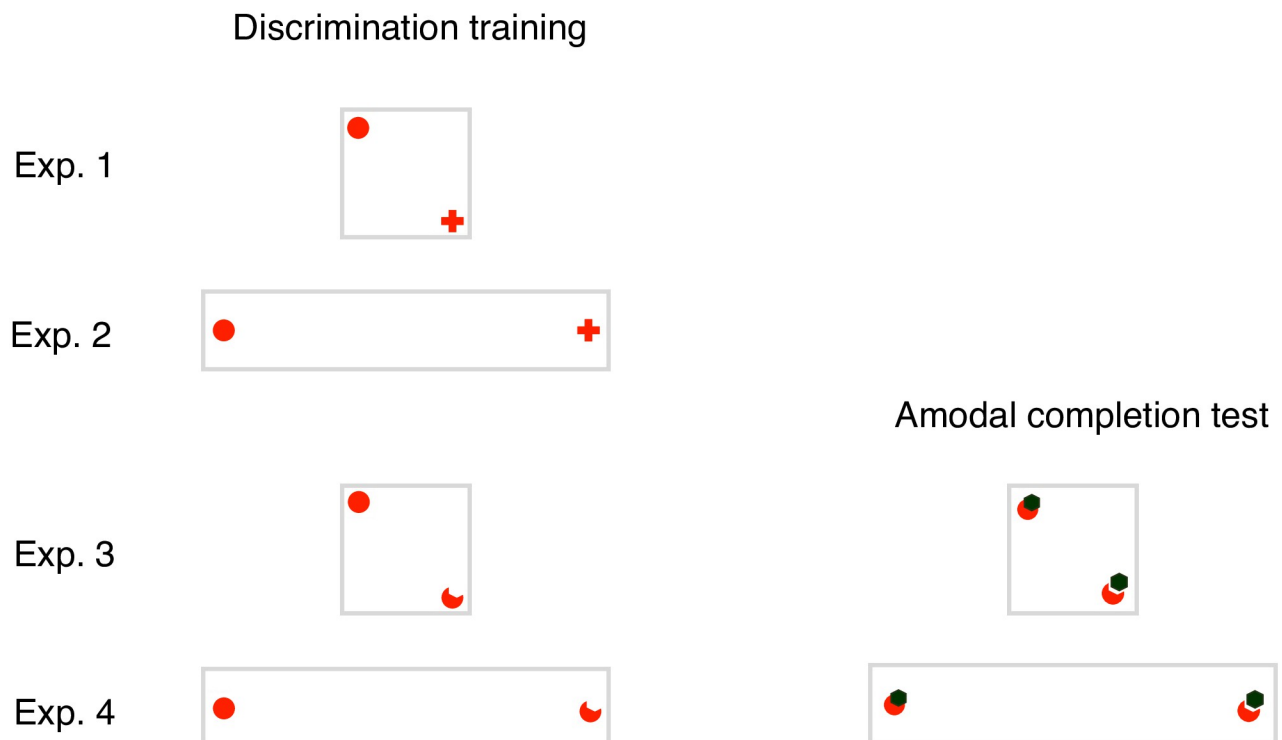 Discrimination training
Exp. 1
Exp. 2
Amodal completion test
Exp. 3
Exp. 4